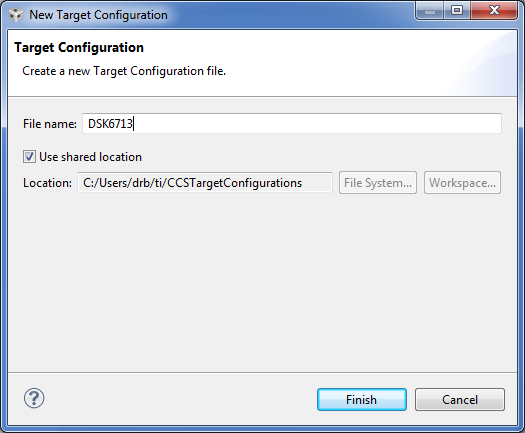 New Target Configuration
Target Configuration
Create a new Target Configuration file.
File name: DSK6713
Use shared location
Location: C:/Users/drb/ti/CCSTargetConfigurations File System... Workspace...
? Finish Cancel